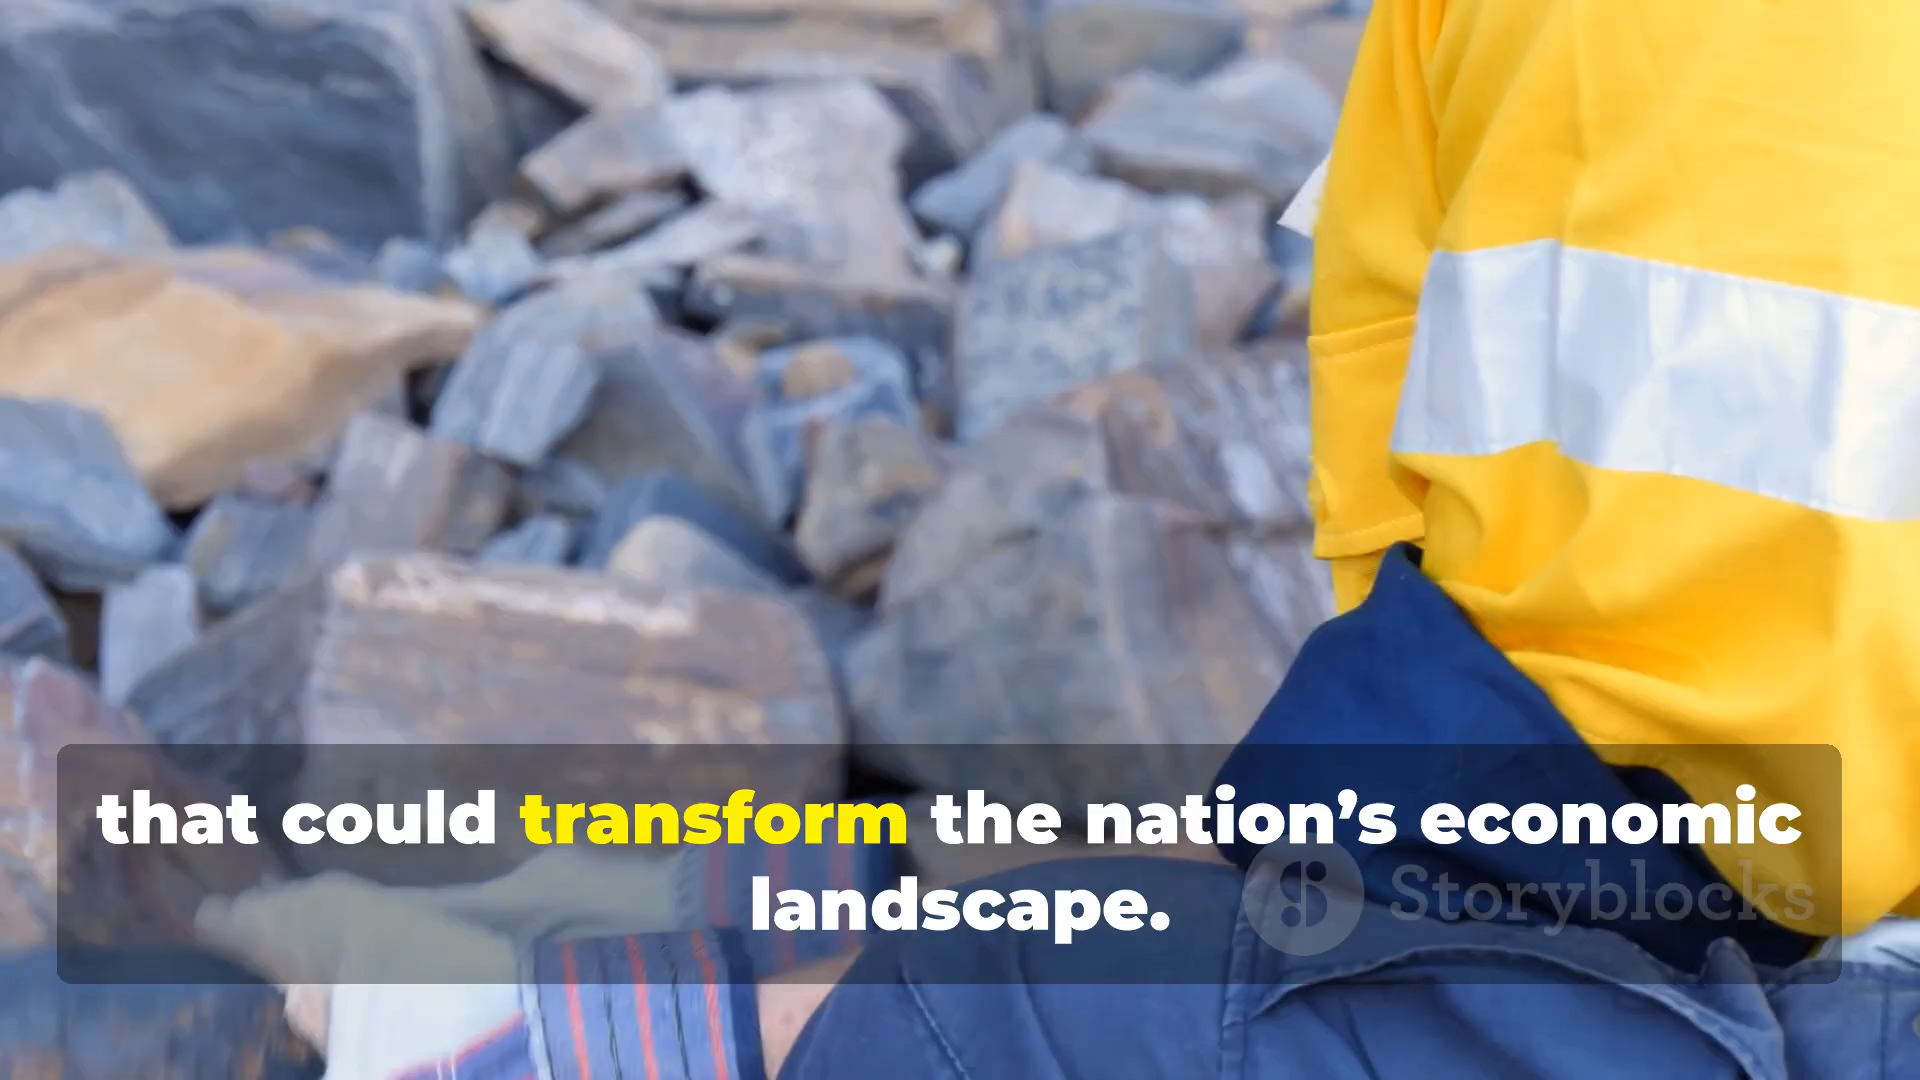 that could transform the nation’s economic
landscape.
Storyblocks